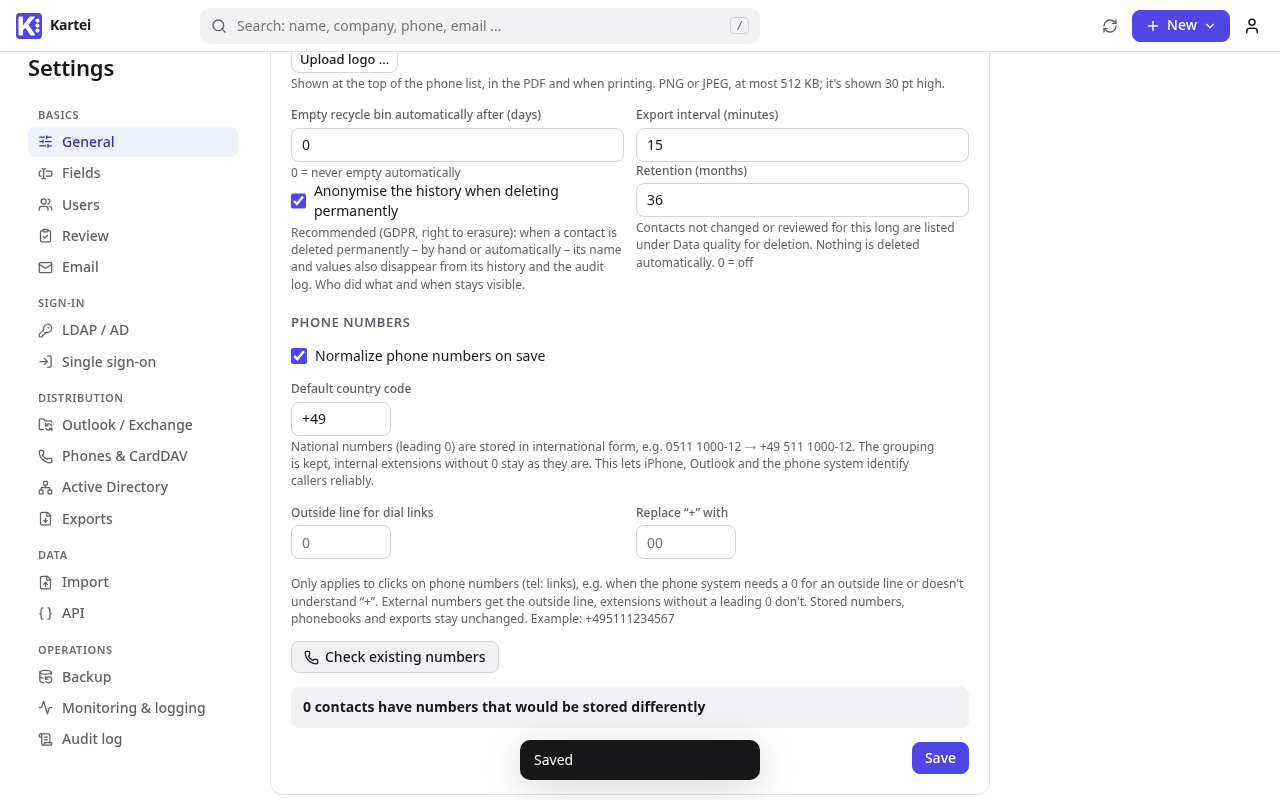 Kartei
Search: name, company, phone, email ...
/
New
Settings
BASICS
General
Fields
Users
Review
Email
SIGN-IN
LDAP / AD
Single sign-on
DISTRIBUTION
Outlook / Exchange
Phones & CardDAV
Active Directory
Exports
DATA
Import
API
OPERATIONS
Backup
Monitoring & logging
Audit log
Upload logo ...
Shown at the top of the phone list, in the PDF and when printing. PNG or JPEG, at most 512 KB; it's shown 30 pt high.
Empty recycle bin automatically after (days)
0
0 = never empty automatically
Anonymise the history when deleting
permanently
Recommended (GDPR, right to erasure): when a contact is
deleted permanently – by hand or automatically – its name
and values also disappear from its history and the audit
log. Who did what and when stays visible.
Export interval (minutes)
15
Retention (months)
36
Contacts not changed or reviewed for this long are listed
under Data quality for deletion. Nothing is deleted
automatically. 0 = off
PHONE NUMBERS
Normalize phone numbers on save
Default country code
+49
National numbers (leading 0) are stored in international form, e.g. 0511 1000-12 → +49 511 1000-12. The grouping
is kept, internal extensions without 0 stay as they are. This lets iPhone, Outlook and the phone system identify
callers reliably.
Outside line for dial links
0
Replace “+” with
00
Only applies to clicks on phone numbers (tel: links), e.g. when the phone system needs a 0 for an outside line or doesn't
understand “+”. External numbers get the outside line, extensions without a leading 0 don't. Stored numbers,
phonebooks and exports stay unchanged. Example: +495111234567
Check existing numbers
0 contacts have numbers that would be stored differently
Saved
Save